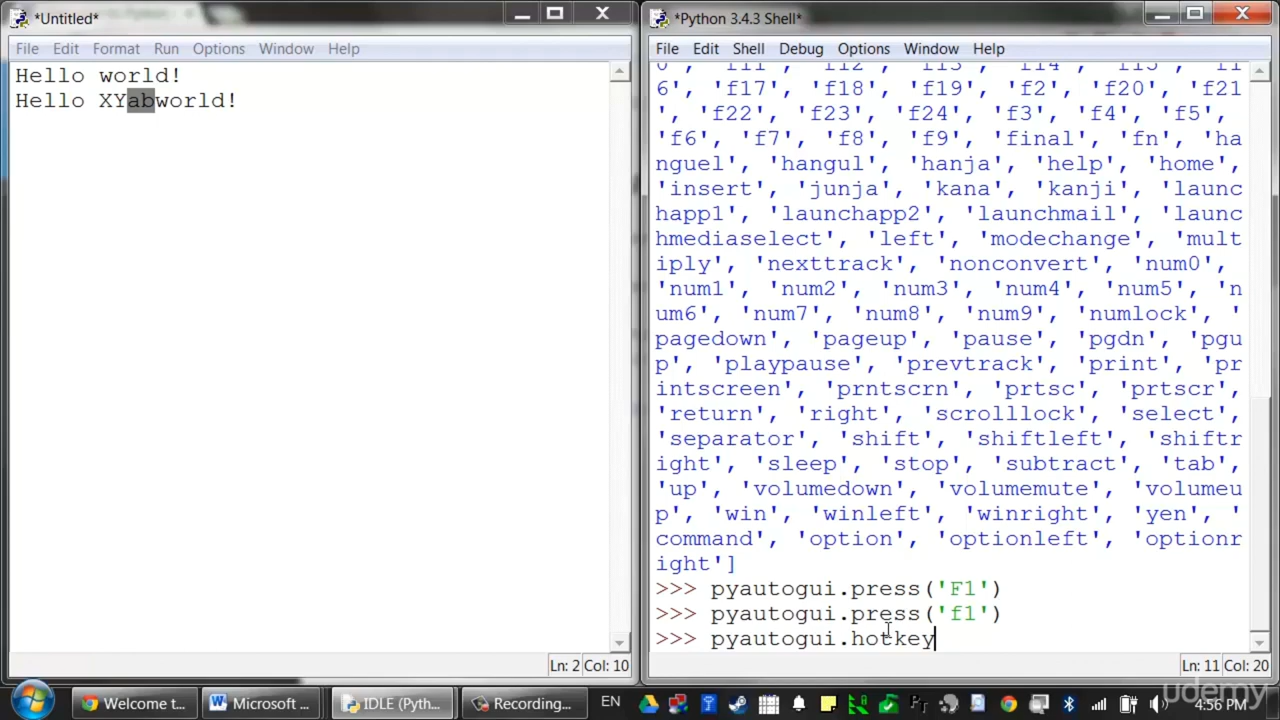 *Untitled*
File Edit Format Run Options Window Help
Hello world!
Hello XYabworld!
Ln: 2 Col: 10
*Python 3.4.3 Shell*
File Edit Shell Debug Options Window Help
0', 'f11', 'f12', 'f13', 'f14', 'f15', 'f1
6', 'f17', 'f18', 'f19', 'f2', 'f20', 'f21
', 'f22', 'f23', 'f24', 'f3', 'f4', 'f5',
'f6', 'f7', 'f8', 'f9', 'final', 'fn', 'ha
nguel', 'hangul', 'hanja', 'help', 'home',
'insert', 'junja', 'kana', 'kanji', 'launc
happ1', 'launchapp2', 'launchmail', 'launc
hmediaselect', 'left', 'modechange', 'mult
iply', 'nexttrack', 'nonconvert', 'num0',
'num1', 'num2', 'num3', 'num4', 'num5', 'n
um6', 'num7', 'num8', 'num9', 'numlock', '
pagedown', 'pageup', 'pause', 'pgdn', 'pgu
p', 'playpause', 'prevtrack', 'print', 'pr
intscreen', 'prntscrn', 'prtsc', 'prtscr',
'return', 'right', 'scrolllock', 'select',
'separator', 'shift', 'shiftleft', 'shiftr
ight', 'sleep', 'stop', 'subtract', 'tab',
'up', 'volumedown', 'volumemute', 'volumeu
p', 'win', 'winleft', 'winright', 'yen', '
command', 'option', 'optionleft', 'optionr
ight']
>>> pyautogui.press('F1')
>>> pyautogui.press('f1')
>>> pyautogui.hotkey
Ln: 11 Col: 20
Welcome t... Microsoft ... IDLE (Pyth... Recording... EN 4:56 PM
udemy